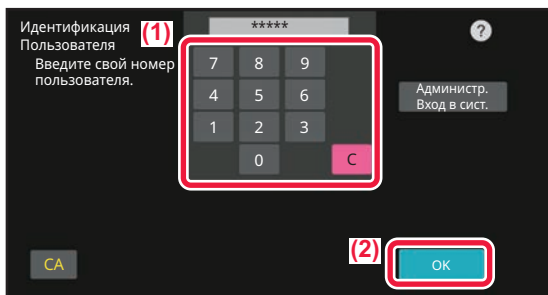 Идентификация
Пользователя
(1)
*****
?
Введите свой номер
пользователя.
7 8 9
4 5 6
1 2 3
0 C
Администр.
Вход в сист.
(2)
CA
OK